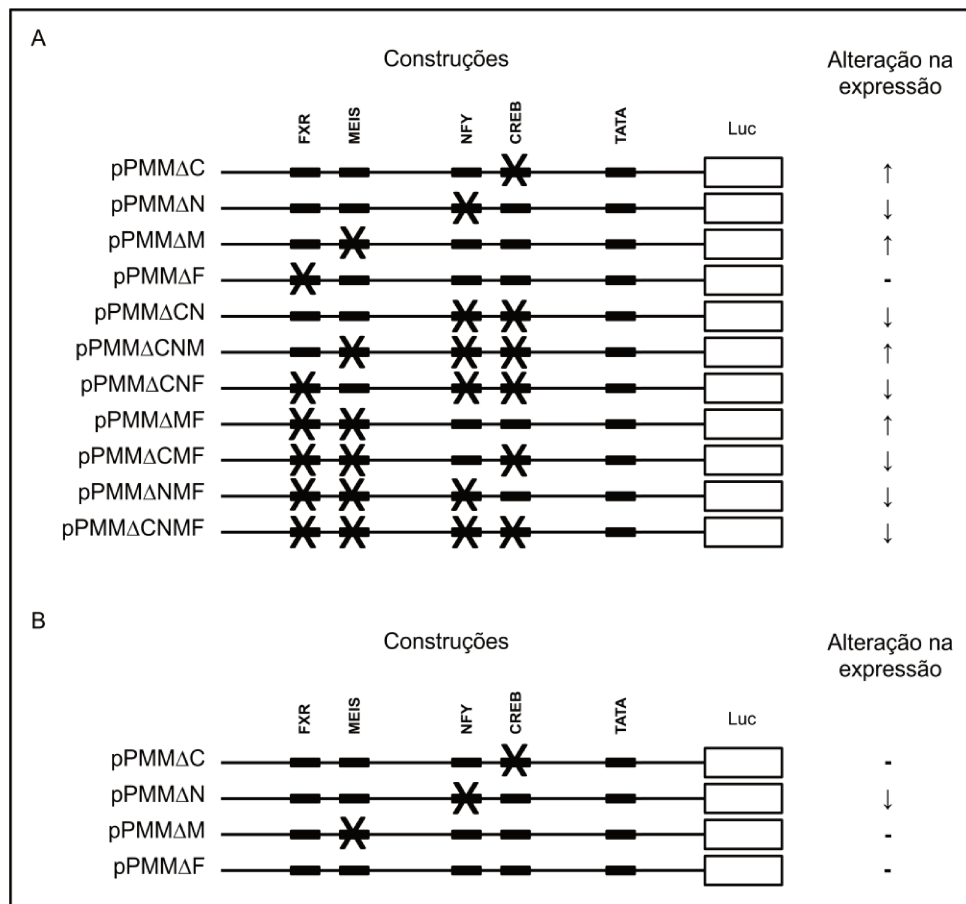 A
Construções
Alteração na
expressão
FXR MEIS NFY CREB TATA Luc
pPMMΔC ↑
pPMMΔN ↓
pPMMΔM ↑
pPMMΔF -
pPMMΔCN ↓
pPMMΔCNM ↑
pPMMΔCNF ↓
pPMMΔMF ↑
pPMMΔCMF ↓
pPMMΔNMF ↓
pPMMΔCNMF ↓
B
Construções
Alteração na
expressão
FXR MEIS NFY CREB TATA Luc
pPMMΔC -
pPMMΔN ↓
pPMMΔM -
pPMMΔF -